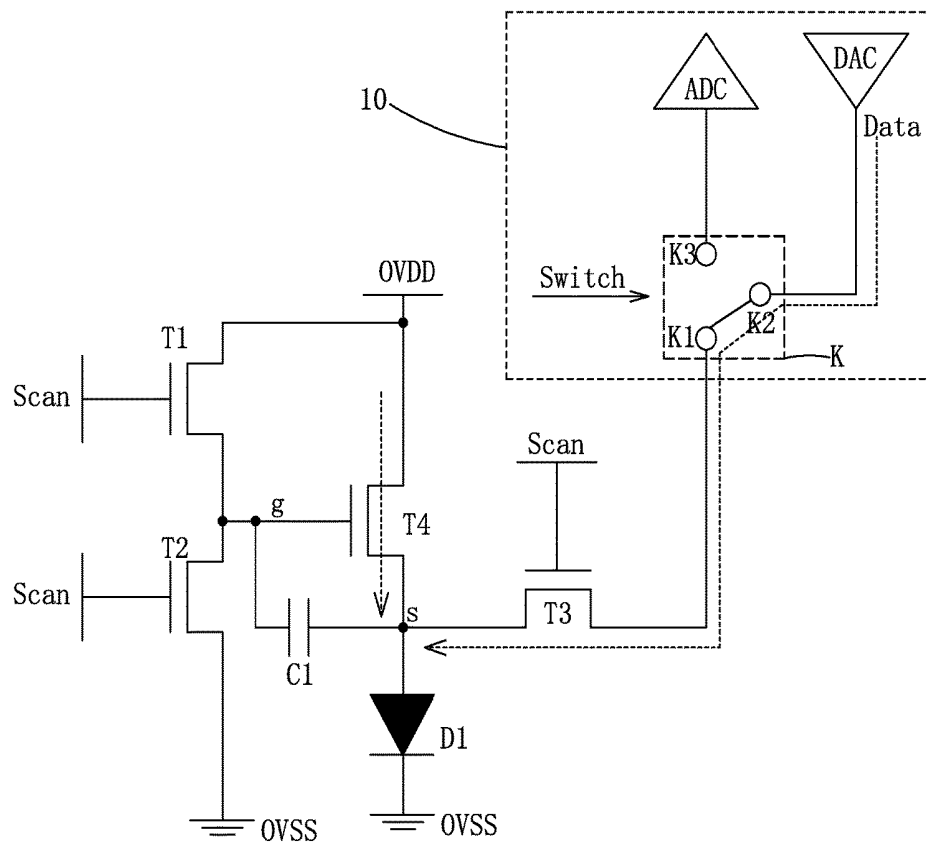 DAC
ADC
10
Data
K3
OVDD
Switch
K2
K1
K
T1
Scan
Scan
g
T4
T2
Scan
s
T3
C1
D1
OVSS
OVSS